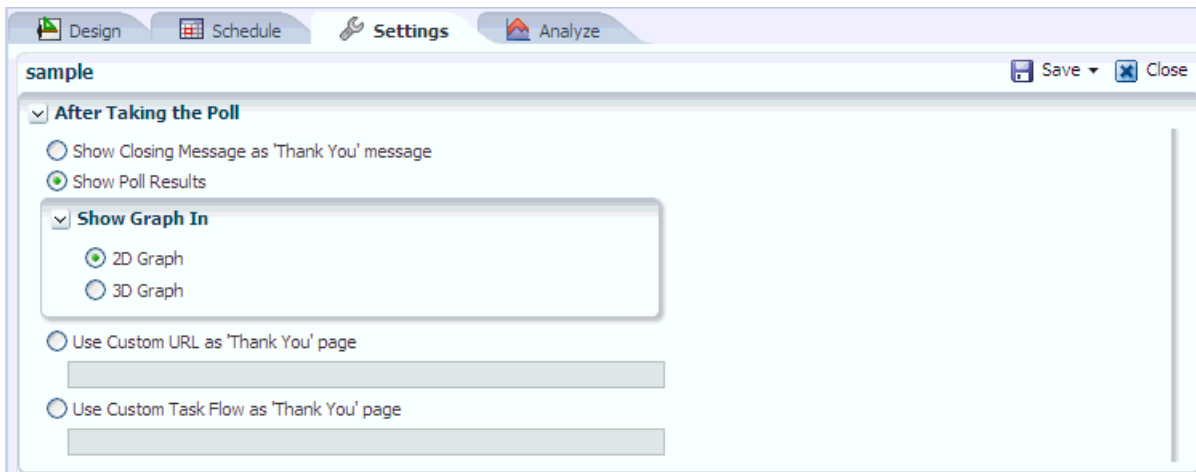 Design Schedule Settings Analyze
sample Save Close
After Taking the Poll
Show Closing Message as 'Thank You' message
Show Poll Results
Show Graph In
2D Graph
3D Graph
Use Custom URL as 'Thank You' page
Use Custom Task Flow as 'Thank You' page